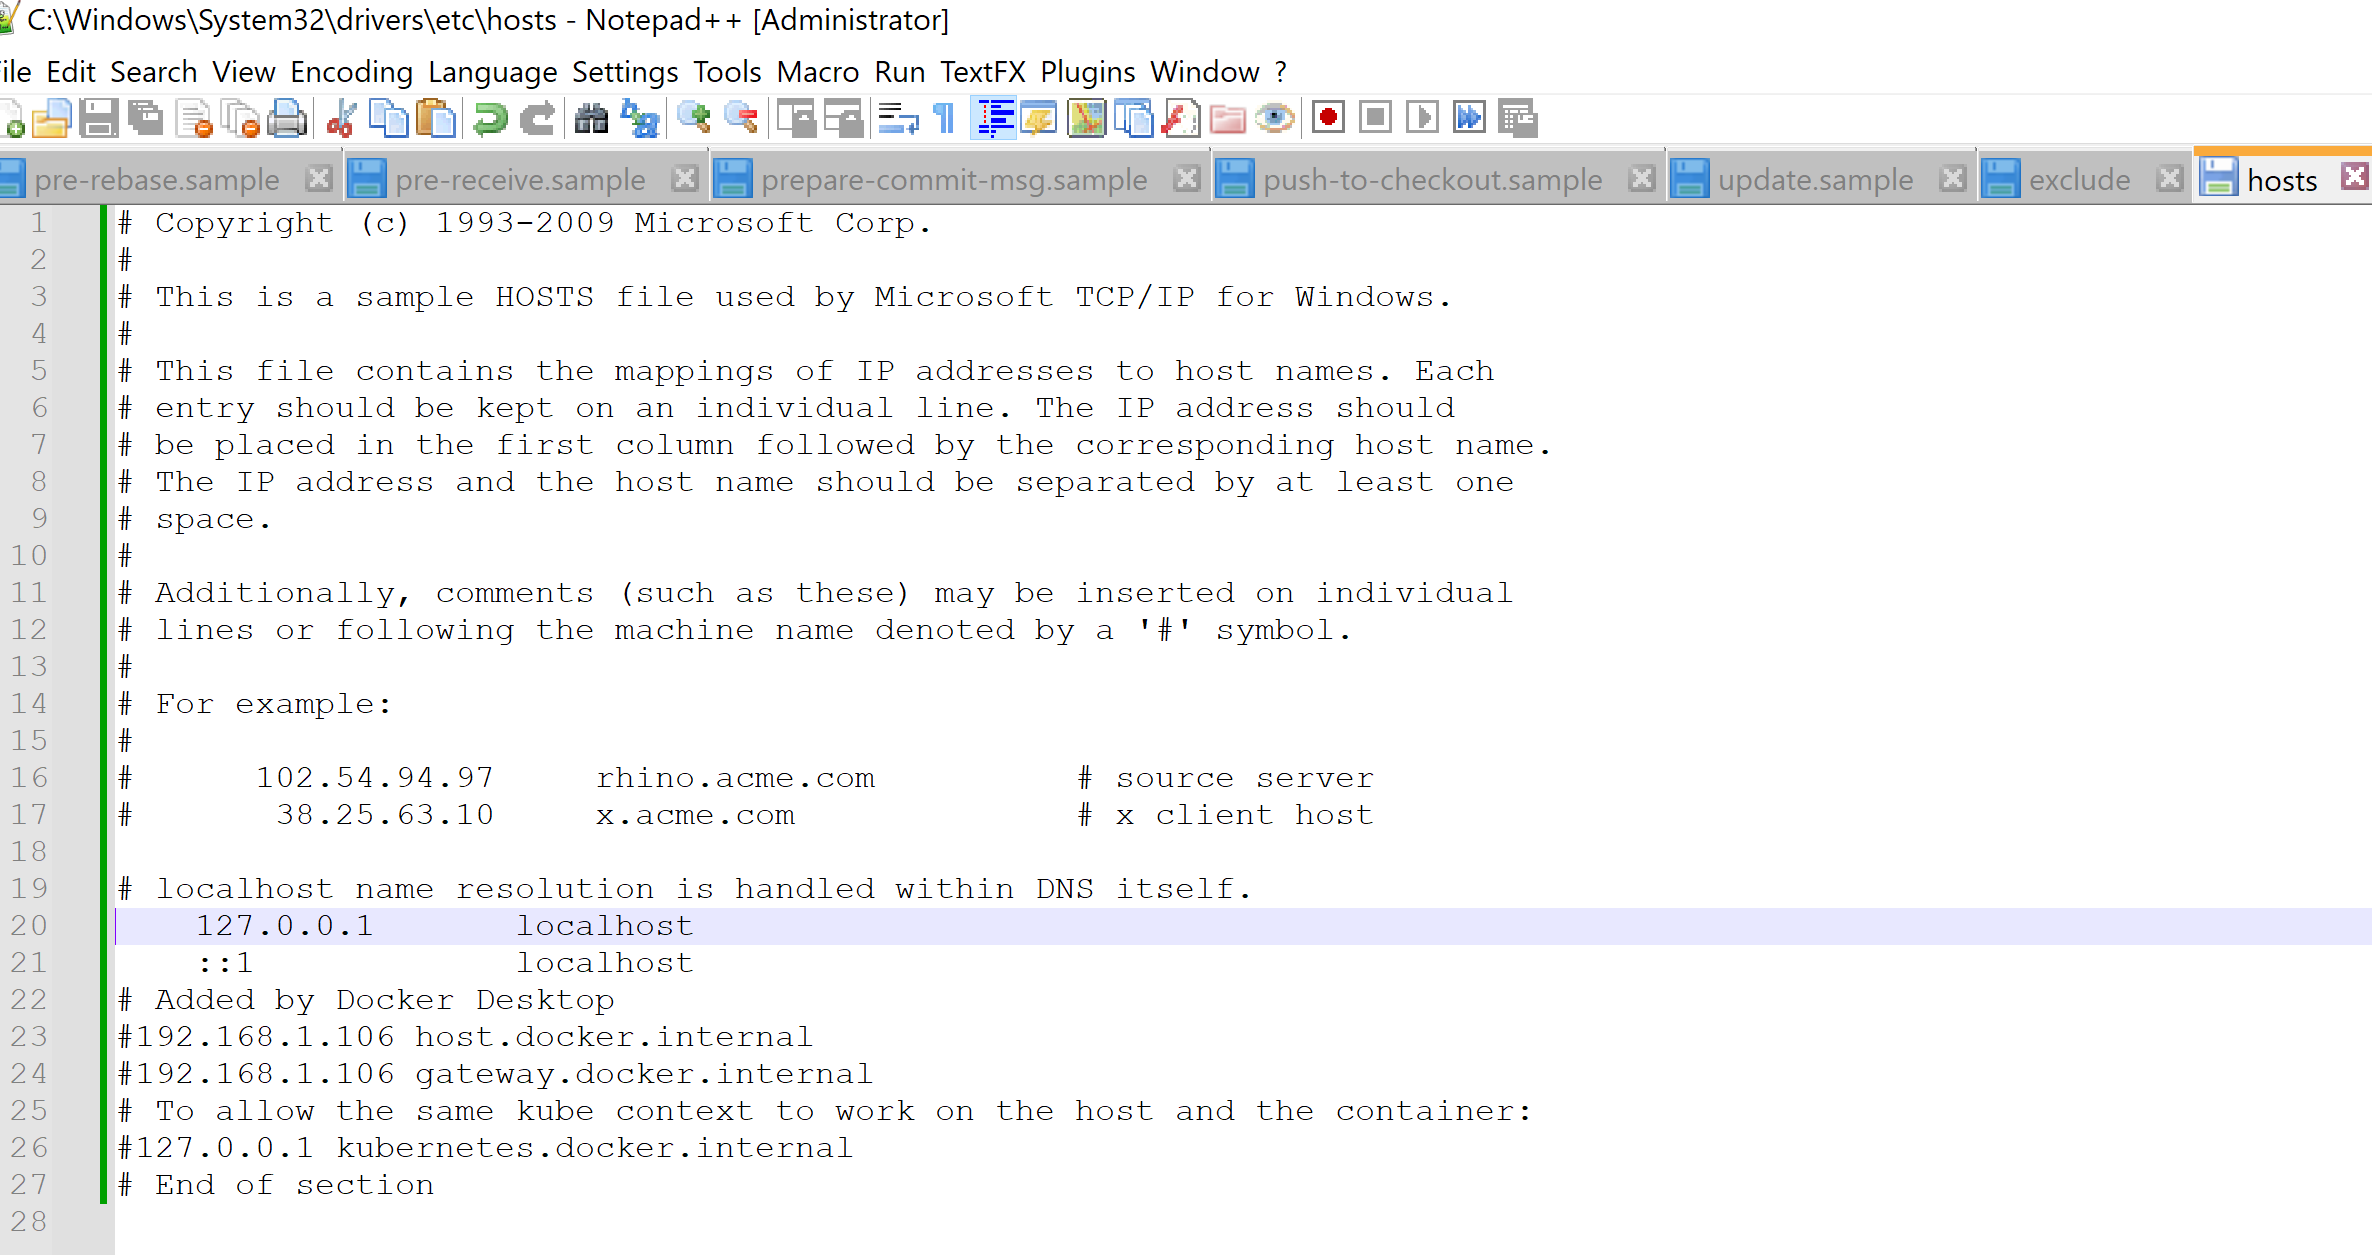 C:\Windows\System32\drivers\etc\hosts - Notepad++ [Administrator]
ile Edit Search View Encoding Language Settings Tools Macro Run TextFX Plugins Window ?
pre-rebase.sample pre-receive.sample prepare-commit-msg.sample push-to-checkout.sample update.sample exclude hosts
1 # Copyright (c) 1993-2009 Microsoft Corp.
2 #
3 # This is a sample HOSTS file used by Microsoft TCP/IP for Windows.
4 #
5 # This file contains the mappings of IP addresses to host names. Each
6 # entry should be kept on an individual line. The IP address should
7 # be placed in the first column followed by the corresponding host name.
8 # The IP address and the host name should be separated by at least one
9 # space.
10 #
11 # Additionally, comments (such as these) may be inserted on individual
12 # lines or following the machine name denoted by a '#' symbol.
13 #
14 # For example:
15 #
16 #      102.54.94.97     rhino.acme.com          # source server
17 #       38.25.63.10     x.acme.com              # x client host
18
19 # localhost name resolution is handled within DNS itself.
20     127.0.0.1       localhost
21     ::1             localhost
22 # Added by Docker Desktop
23 #192.168.1.106 host.docker.internal
24 #192.168.1.106 gateway.docker.internal
25 # To allow the same kube context to work on the host and the container:
26 #127.0.0.1 kubernetes.docker.internal
27 # End of section
28